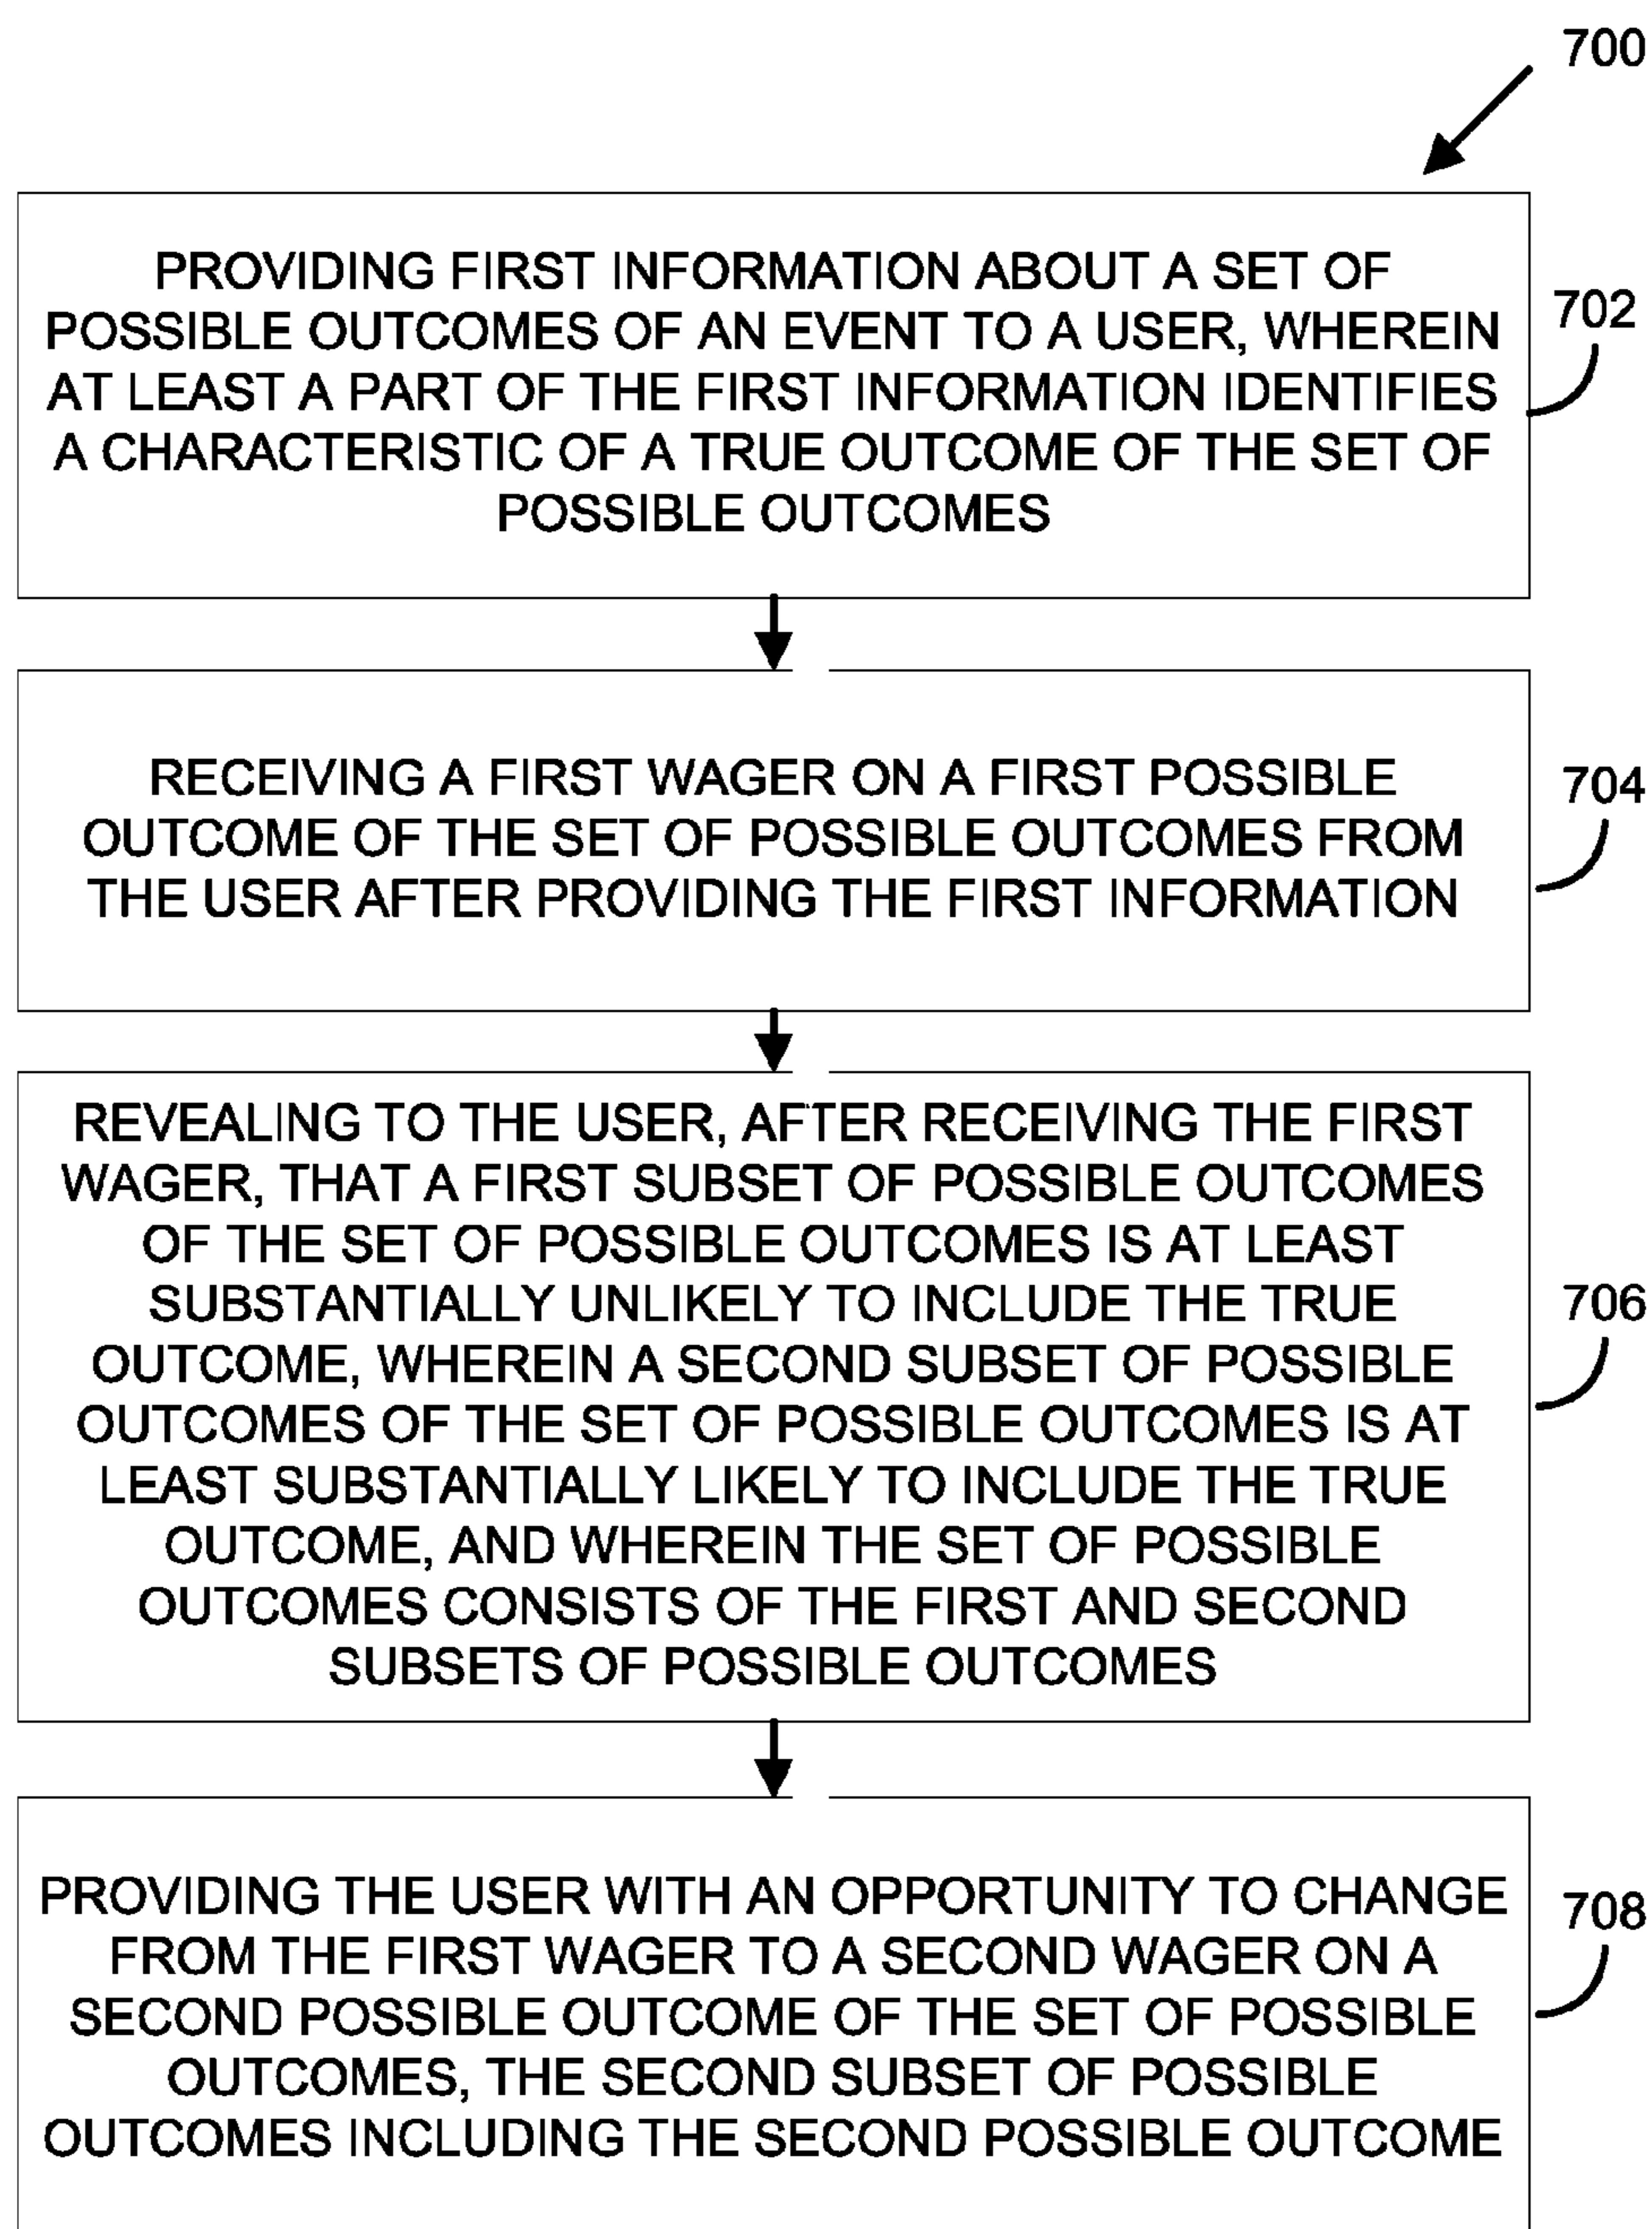 700
PROVIDING FIRST INFORMATION ABOUT A SET OF
POSSIBLE OUTCOMES OF AN EVENT TO A USER, WHEREIN
AT LEAST A PART OF THE FIRST INFORMATION IDENTIFIES
A CHARACTERISTIC OF A TRUE OUTCOME OF THE SET OF
POSSIBLE OUTCOMES
702
RECEIVING A FIRST WAGER ON A FIRST POSSIBLE
OUTCOME OF THE SET OF POSSIBLE OUTCOMES FROM
THE USER AFTER PROVIDING THE FIRST INFORMATION
704
REVEALING TO THE USER, AFTER RECEIVING THE FIRST
WAGER, THAT A FIRST SUBSET OF POSSIBLE OUTCOMES
OF THE SET OF POSSIBLE OUTCOMES IS AT LEAST
SUBSTANTIALLY UNLIKELY TO INCLUDE THE TRUE
OUTCOME, WHEREIN A SECOND SUBSET OF POSSIBLE
OUTCOMES OF THE SET OF POSSIBLE OUTCOMES IS AT
LEAST SUBSTANTIALLY LIKELY TO INCLUDE THE TRUE
OUTCOME, AND WHEREIN THE SET OF POSSIBLE
OUTCOMES CONSISTS OF THE FIRST AND SECOND
SUBSETS OF POSSIBLE OUTCOMES
706
PROVIDING THE USER WITH AN OPPORTUNITY TO CHANGE
FROM THE FIRST WAGER TO A SECOND WAGER ON A
SECOND POSSIBLE OUTCOME OF THE SET OF POSSIBLE
OUTCOMES, THE SECOND SUBSET OF POSSIBLE
OUTCOMES INCLUDING THE SECOND POSSIBLE OUTCOME
708